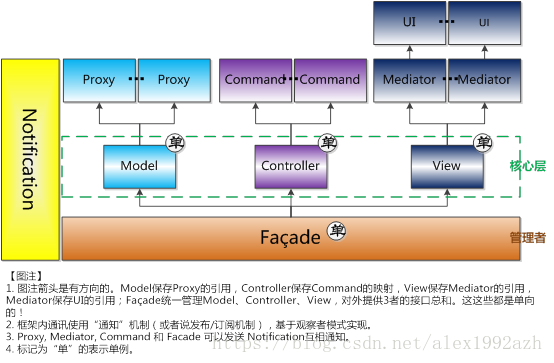 UI ··· UI
Proxy ··· Proxy
Command ··· Command
Mediator ··· Mediator
Notification
单
单
单
Model
Controller
View
核心层
Façade 单
管理者
【图注】
1. 图注箭头是有方向的。Model保存Proxy的引用，Controller保存Command的映射，View保存Mediator的引用，
Mediator保存UI的引用；Façade统一管理Model、Controller、View，对外提供3者的接口总和。这这些都是单向
的！
2. 框架内通讯使用“通知”机制（或者说发布/订阅机制），基于观察者模式实现。
3. Proxy, Mediator, Command 和 Facade 可以发送 Notification互相通知。
4. 标记为“单”的表示单例。
https://blog.csdn.net/alex1992azh